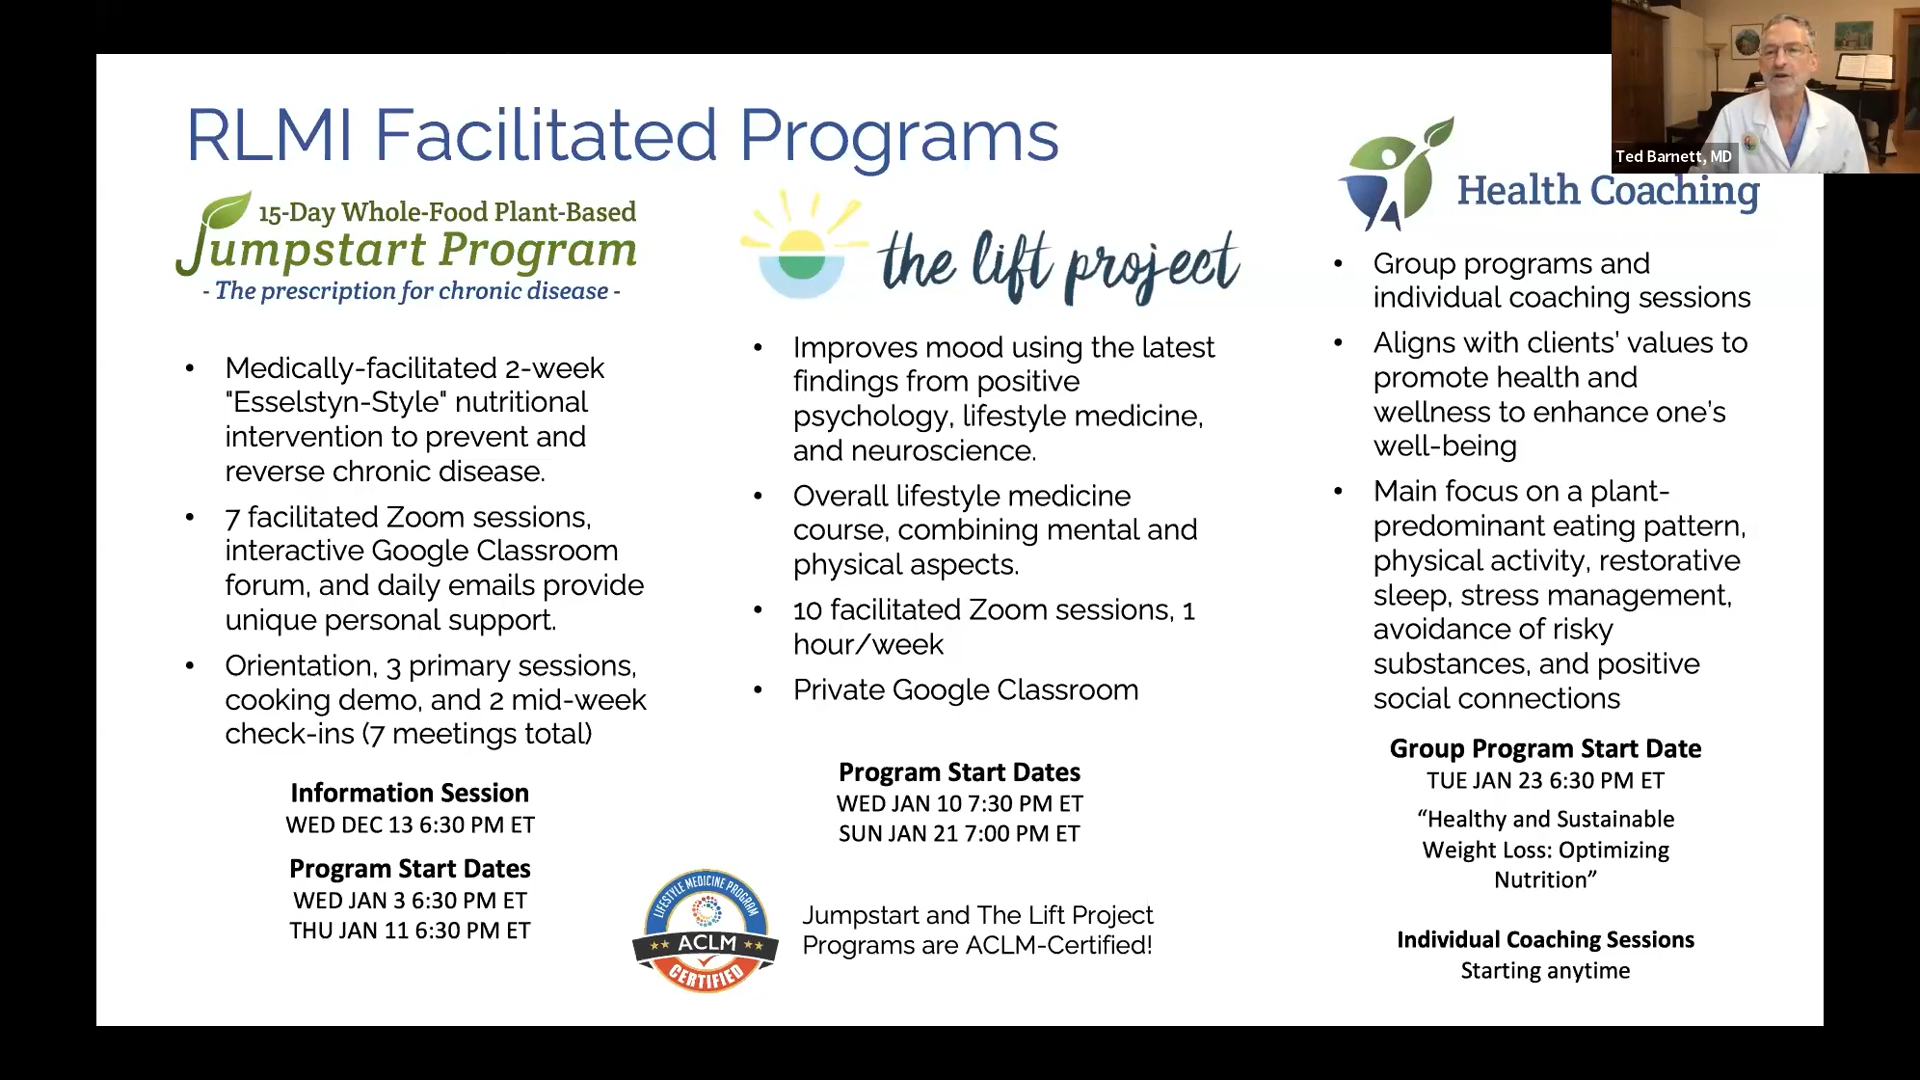 RLMI Facilitated Programs
15-Day Whole-Food Plant-Based
Jumpstart Program
- The prescription for chronic disease -
• Medically-facilitated 2-week
"Esselstyn-Style" nutritional
intervention to prevent and
reverse chronic disease.
• 7 facilitated Zoom sessions,
interactive Google Classroom
forum, and daily emails provide
unique personal support.
• Orientation, 3 primary sessions,
cooking demo, and 2 mid-week
check-ins (7 meetings total)
Information Session
WED DEC 13 6:30 PM ET
Program Start Dates
WED JAN 3 6:30 PM ET
THU JAN 11 6:30 PM ET
the lift project
• Improves mood using the latest
findings from positive
psychology, lifestyle medicine,
and neuroscience.
• Overall lifestyle medicine
course, combining mental and
physical aspects.
• 10 facilitated Zoom sessions, 1
hour/week
• Private Google Classroom
Program Start Dates
WED JAN 10 7:30 PM ET
SUN JAN 21 7:00 PM ET
LIFESTYLE MEDICINE PROGRAM
ACLM
CERTIFIED
Jumpstart and The Lift Project
Programs are ACLM-Certified!
Ted Barnett, MD
Health Coaching
• Group programs and
individual coaching sessions
• Aligns with clients' values to
promote health and
wellness to enhance one's
well-being
• Main focus on a plant-
predominant eating pattern,
physical activity, restorative
sleep, stress management,
avoidance of risky
substances, and positive
social connections
Group Program Start Date
TUE JAN 23 6:30 PM ET
“Healthy and Sustainable
Weight Loss: Optimizing
Nutrition”
Individual Coaching Sessions
Starting anytime